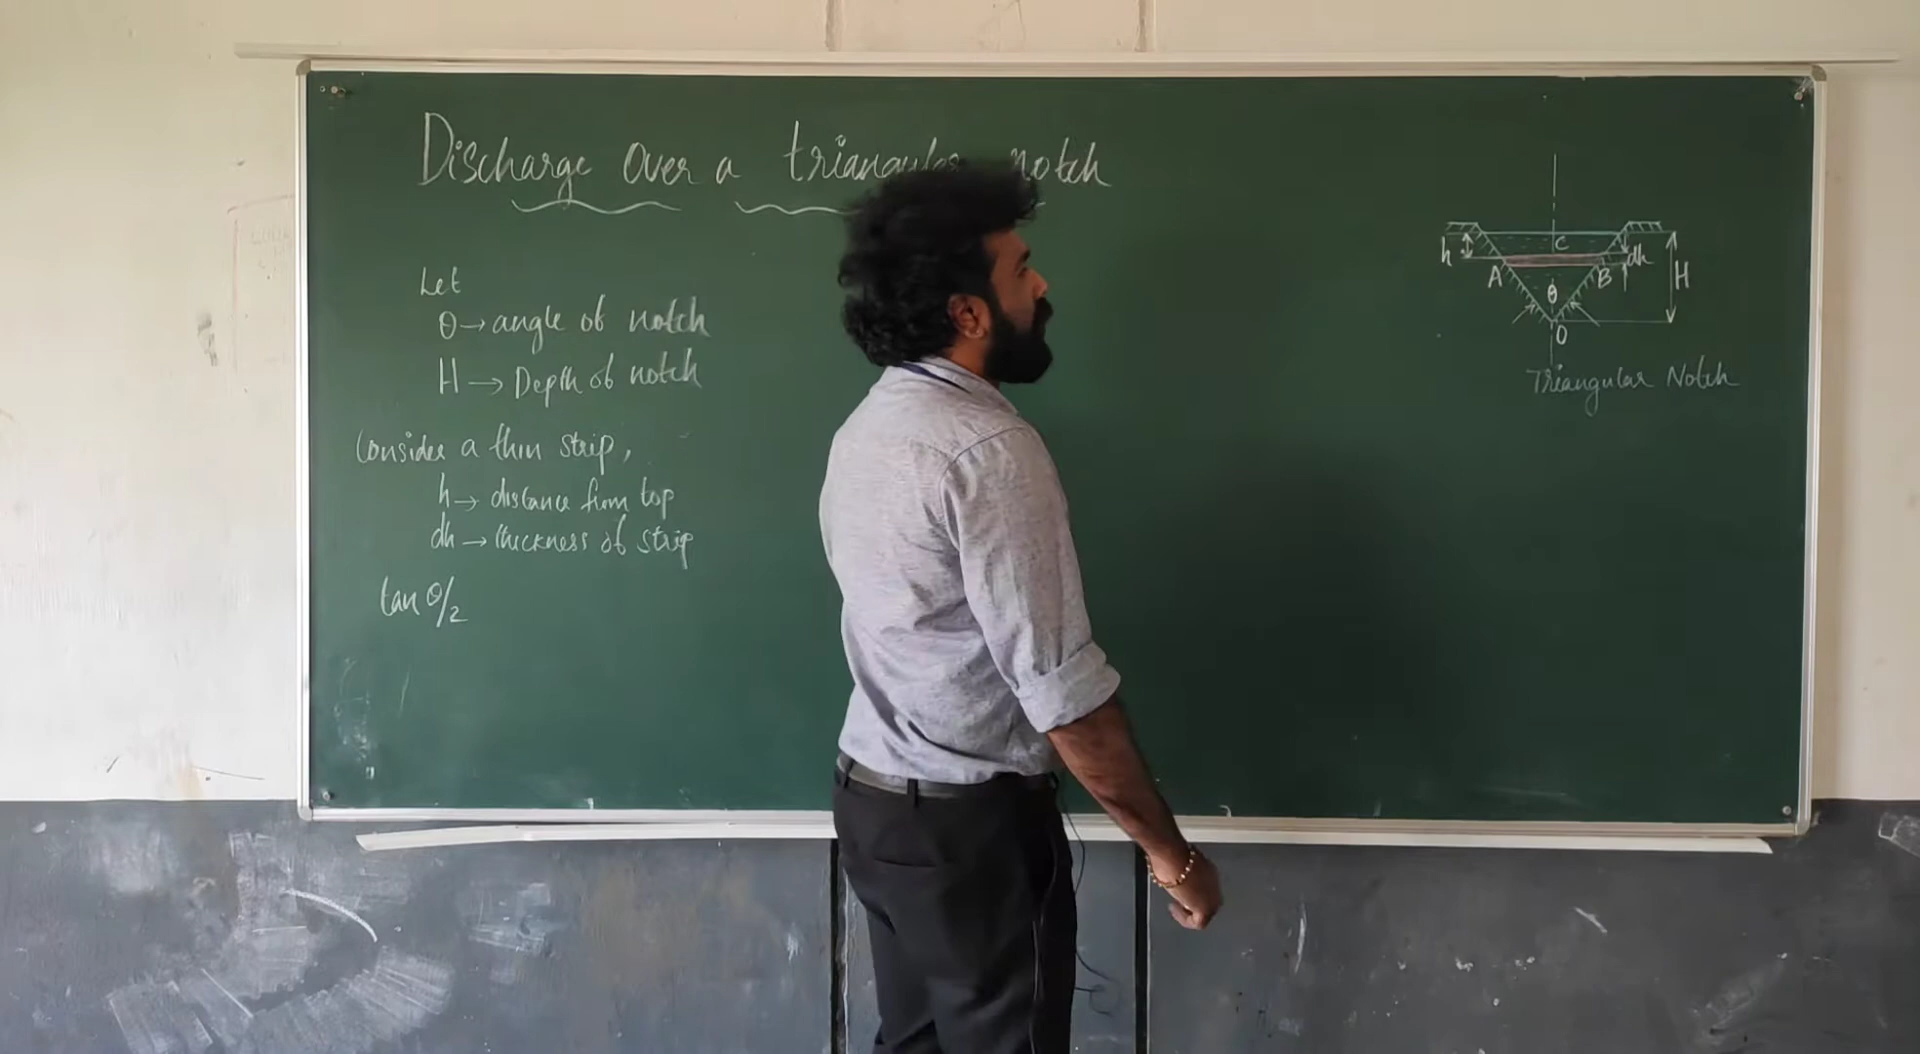 Discharge Over a triangular notch
Let
θ → angle of notch
H → Depth of notch
Consider a thin strip,
h → distance from top
dh → thickness of strip
tan θ/2
h
C
dh
A
B
H
θ
O
Triangular Notch